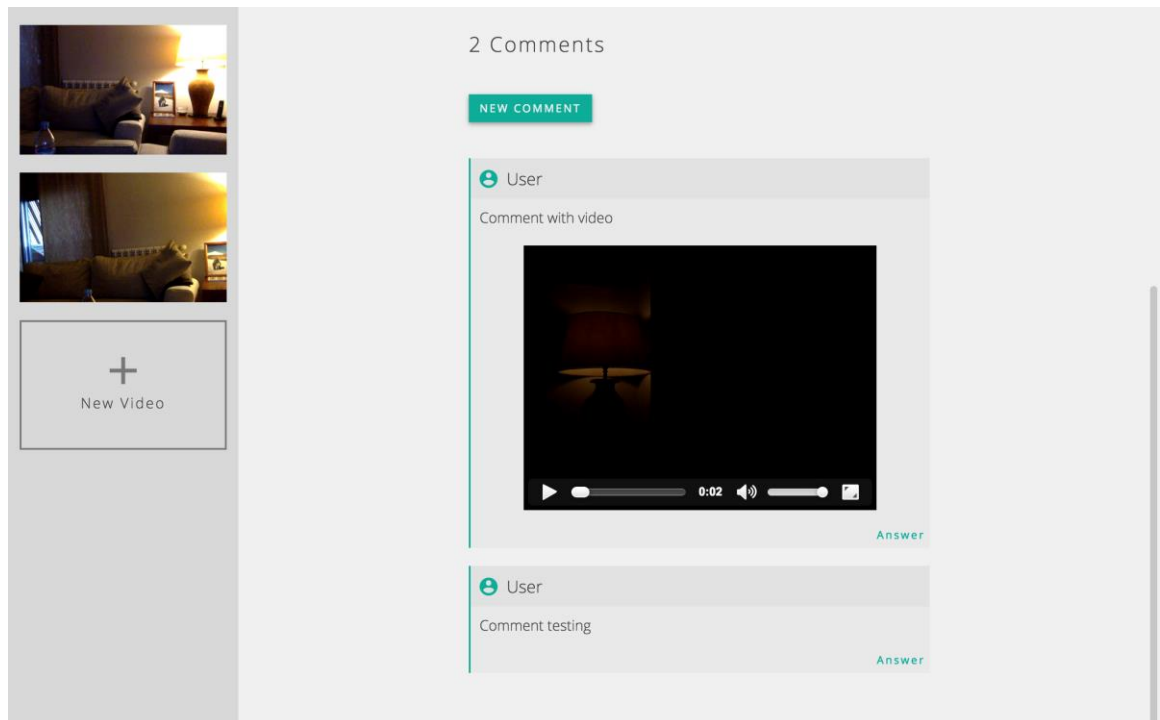 2 Comments
NEW COMMENT
User
Comment with video
0:02
Answer
User
Comment testing
Answer
New Video